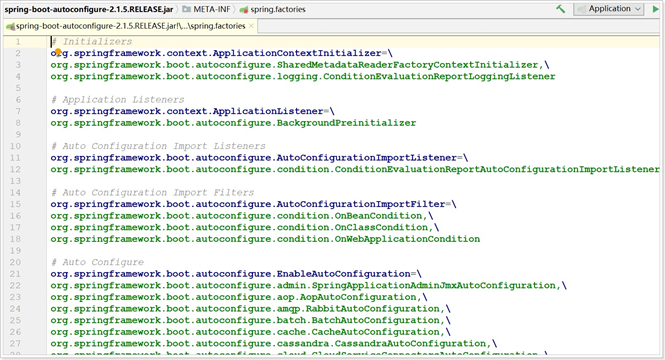 spring-boot-autoconfigure-2.1.5.RELEASE.jar META-INF spring.factories Application
spring-boot-autoconfigure-2.1.5.RELEASE.jar!\...\spring.factories
1 # Initializers
2 org.springframework.context.ApplicationContextInitializer=\
3 org.springframework.boot.autoconfigure.SharedMetadataReaderFactoryContextInitializer,\
4 org.springframework.boot.autoconfigure.logging.ConditionEvaluationReportLoggingListener
5
6 # Application Listeners
7 org.springframework.context.ApplicationListener=\
8 org.springframework.boot.autoconfigure.BackgroundPreinitializer
9
10 # Auto Configuration Import Listeners
11 org.springframework.boot.autoconfigure.AutoConfigurationImportListener=\
12 org.springframework.boot.autoconfigure.condition.ConditionEvaluationReportAutoConfigurationImportListener
13
14 # Auto Configuration Import Filters
15 org.springframework.boot.autoconfigure.AutoConfigurationImportFilter=\
16 org.springframework.boot.autoconfigure.condition.OnBeanCondition,\
17 org.springframework.boot.autoconfigure.condition.OnClassCondition,\
18 org.springframework.boot.autoconfigure.condition.OnWebApplicationCondition
19
20 # Auto Configure
21 org.springframework.boot.autoconfigure.EnableAutoConfiguration=\
22 org.springframework.boot.autoconfigure.admin.SpringApplicationAdminJmxAutoConfiguration,\
23 org.springframework.boot.autoconfigure.aop.AopAutoConfiguration,\
24 org.springframework.boot.autoconfigure.amqp.RabbitAutoConfiguration,\
25 org.springframework.boot.autoconfigure.batch.BatchAutoConfiguration,\
26 org.springframework.boot.autoconfigure.cache.CacheAutoConfiguration,\
27 org.springframework.boot.autoconfigure.cassandra.CassandraAutoConfiguration,\
28 org.springframework.boot.autoconfigure.cloud.CloudServiceConnectorsAutoConfiguration,\